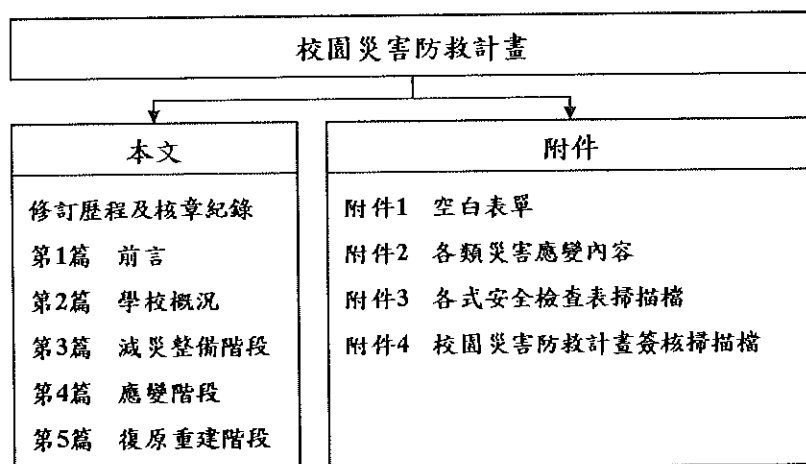 校園災害防救計畫
本文
修訂歷程及核章紀錄
第1篇 前言
第2篇 學校概況
第3篇 減災整備階段
第4篇 應變階段
第5篇 復原重建階段
附件
附件1 空白表單
附件2 各類災害應變內容
附件3 各式安全檢查表掃描檔
附件4 校園災害防救計畫簽核掃描檔